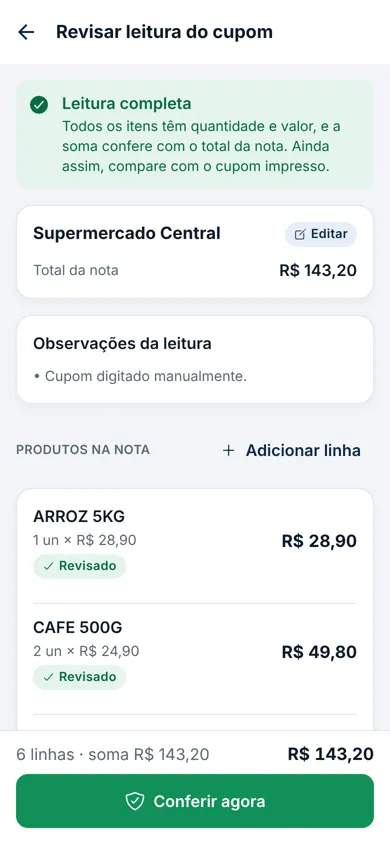 Revisar leitura do cupom
Leitura completa
Todos os itens têm quantidade e valor, e a
soma confere com o total da nota. Ainda
assim, compare com o cupom impresso.
Supermercado Central
Editar
Total da nota
R$ 143,20
Observações da leitura
• Cupom digitado manualmente.
PRODUTOS NA NOTA
+ Adicionar linha
ARROZ 5KG
1 un × R$ 28,90
R$ 28,90
Revisado
CAFE 500G
2 un × R$ 24,90
R$ 49,80
Revisado
6 linhas · soma R$ 143,20
R$ 143,20
Conferir agora